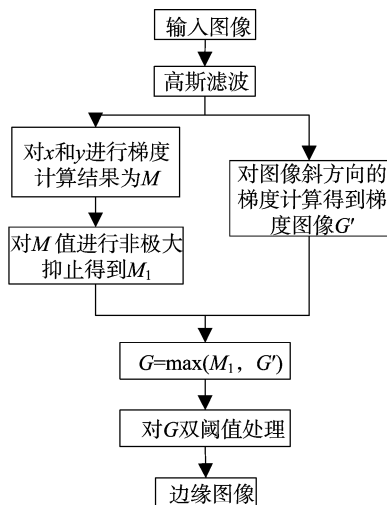 输入图像
高斯滤波
对x和y进行梯度
计算结果为M
对M值进行非极大
抑止得到M₁
对图像斜方向的
梯度计算得到梯
度图像G′
G=max(M₁，G′)
对G双阈值处理
边缘图像